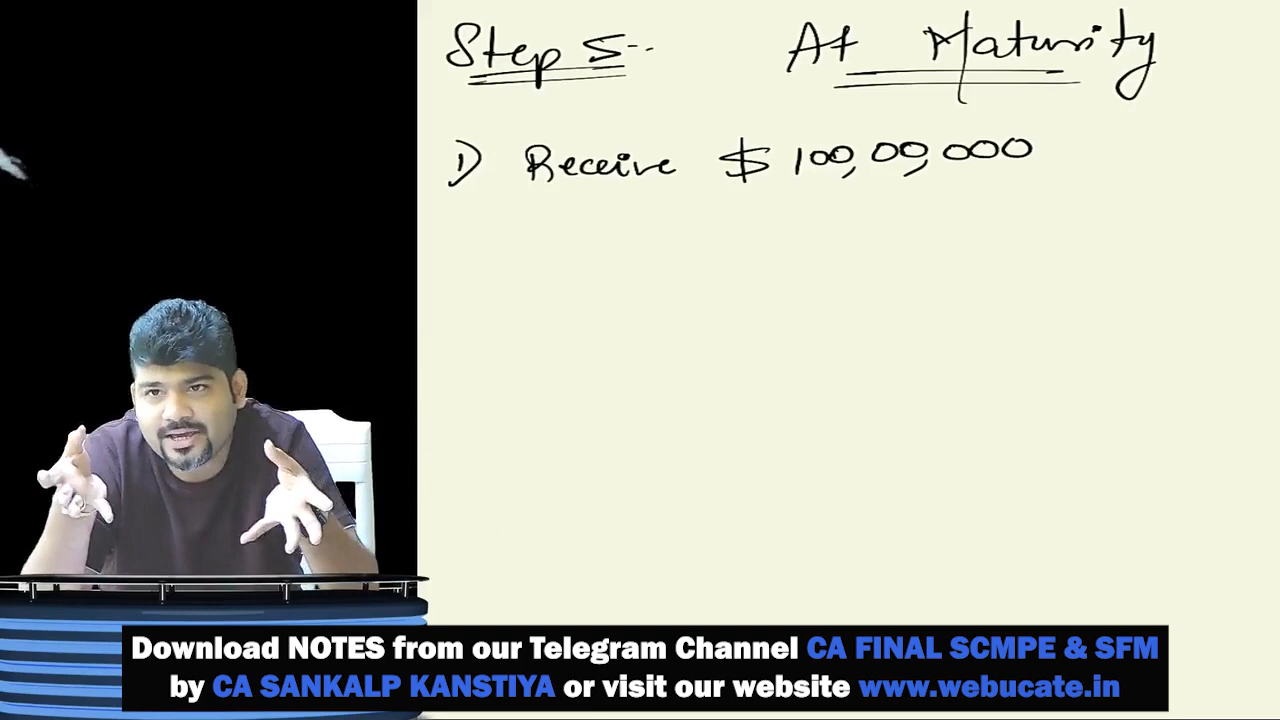 Step 5:-
At Maturity
1) Receive $ 100,00,000
Download NOTES from our Telegram Channel CA FINAL SCMPE & SFM
by CA SANKALP KANSTIYA or visit our website www.webucate.in